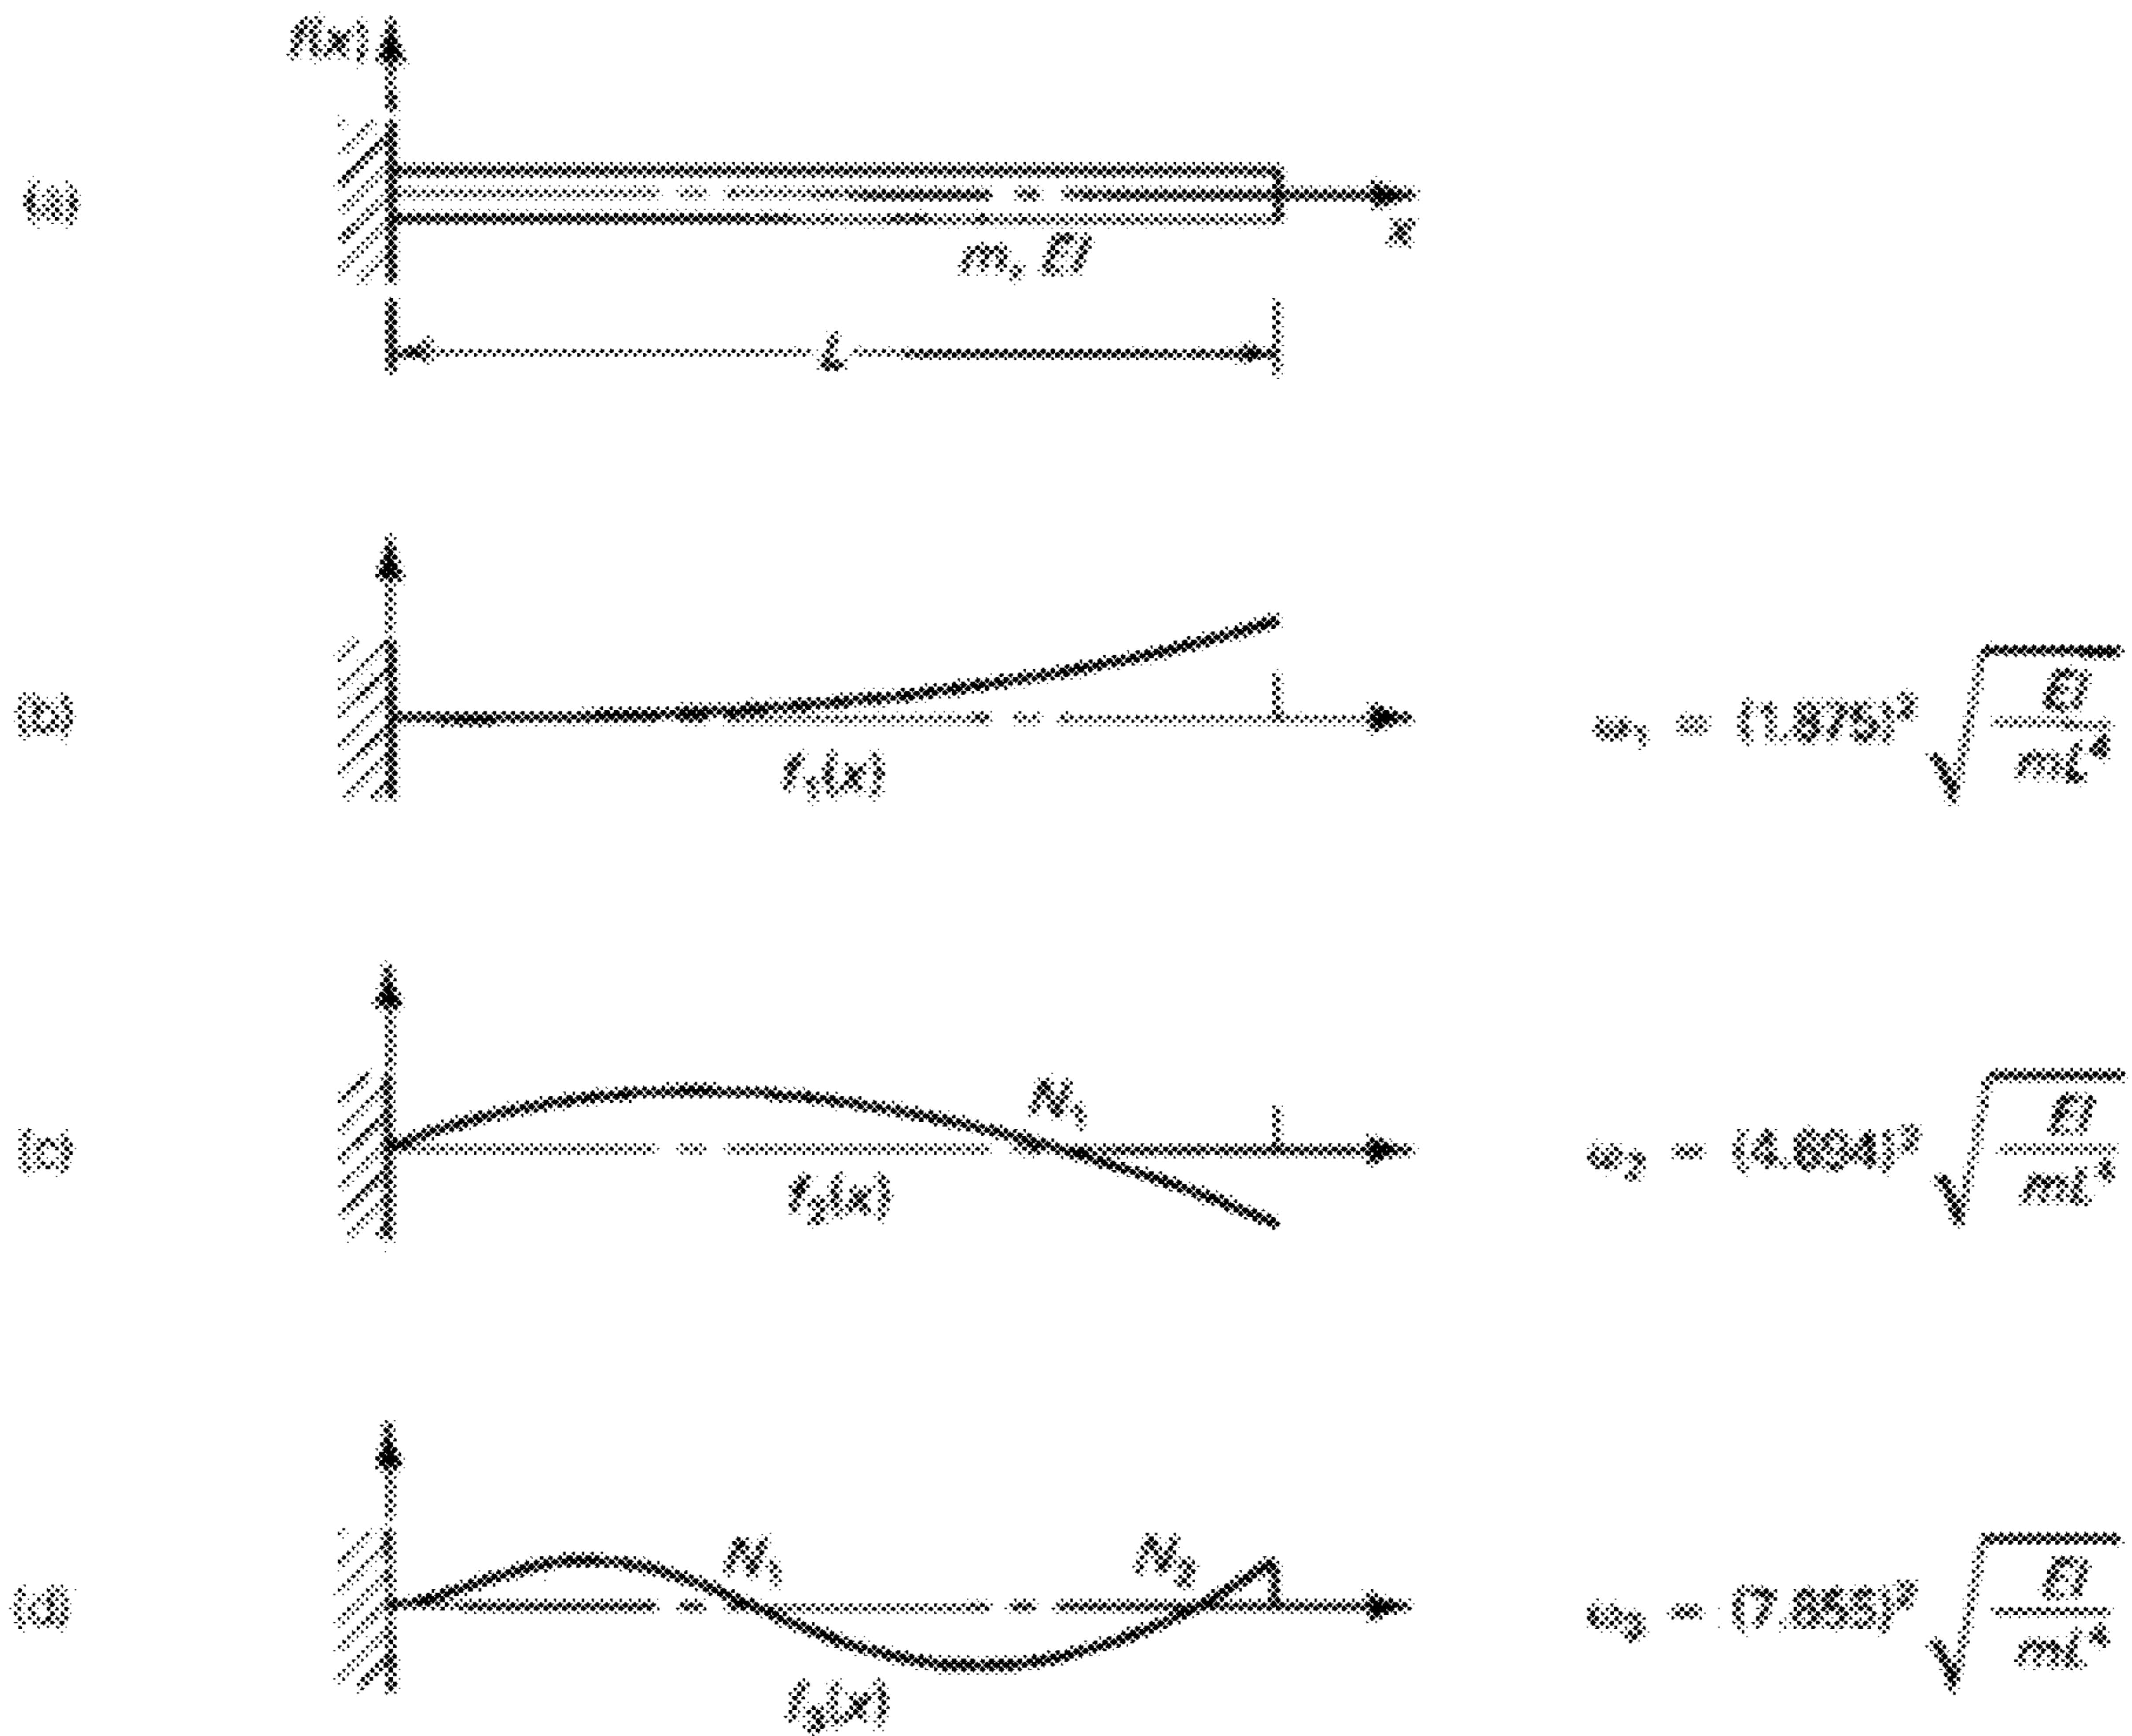 f(x)
(a)
x
m, EI
L
(b)
f₁(x)
ω₁ = (1.875)² √(EI/mL⁴)
(c)
N₁
f₂(x)
ω₂ = (4.694)² √(EI/mL⁴)
(d)
N₁
N₂
f₃(x)
ω₃ = (7.855)² √(EI/mL⁴)